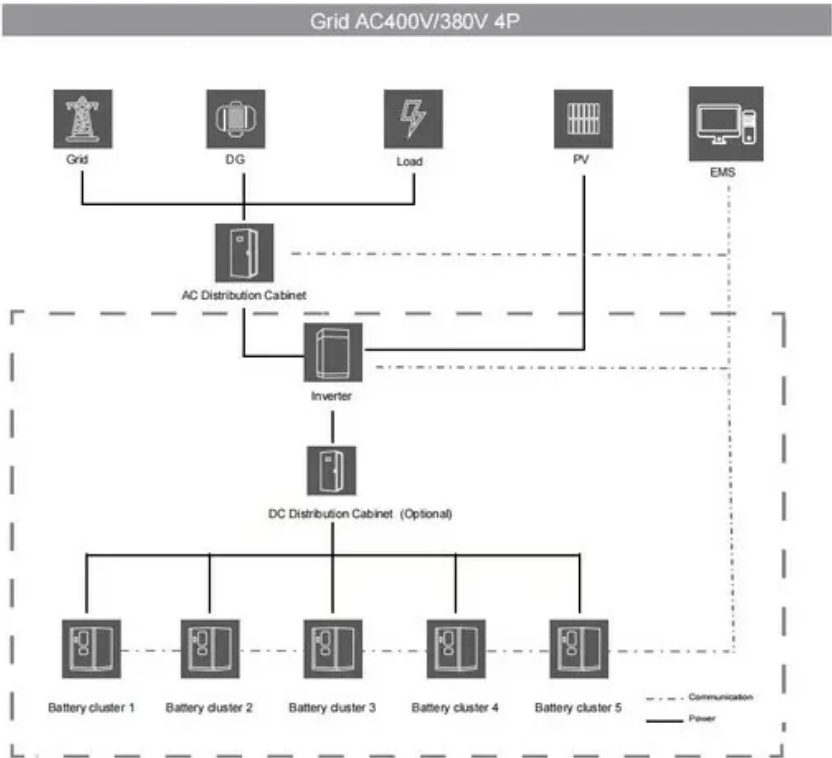 Grid AC400V/380V 4P
Grid
DG
Load
PV
EMS
AC Distribution Cabinet
Inverter
DC Distribution Cabinet (Optional)
Battery cluster 1
Battery cluster 2
Battery cluster 3
Battery cluster 4
Battery cluster 5
Communication
Power